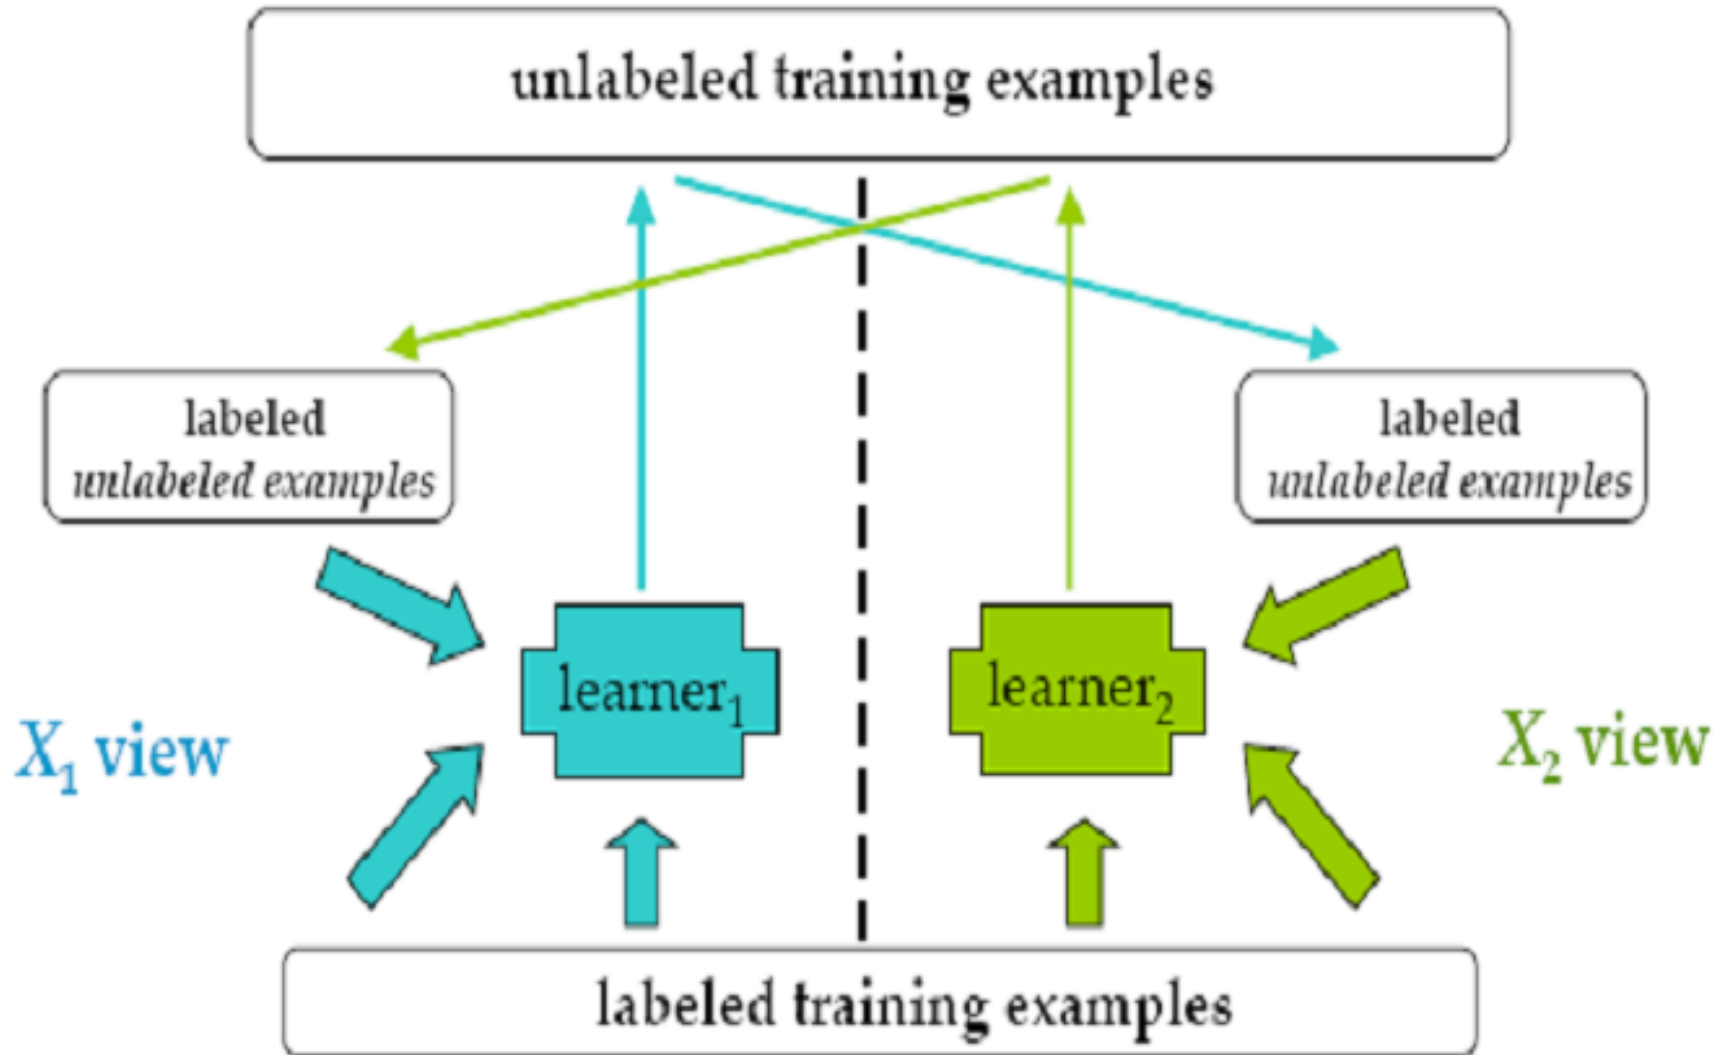 unlabeled training examples
labeled
unlabeled examples
labeled
unlabeled examples
learner₁
learner₂
X₁ view
X₂ view
labeled training examples